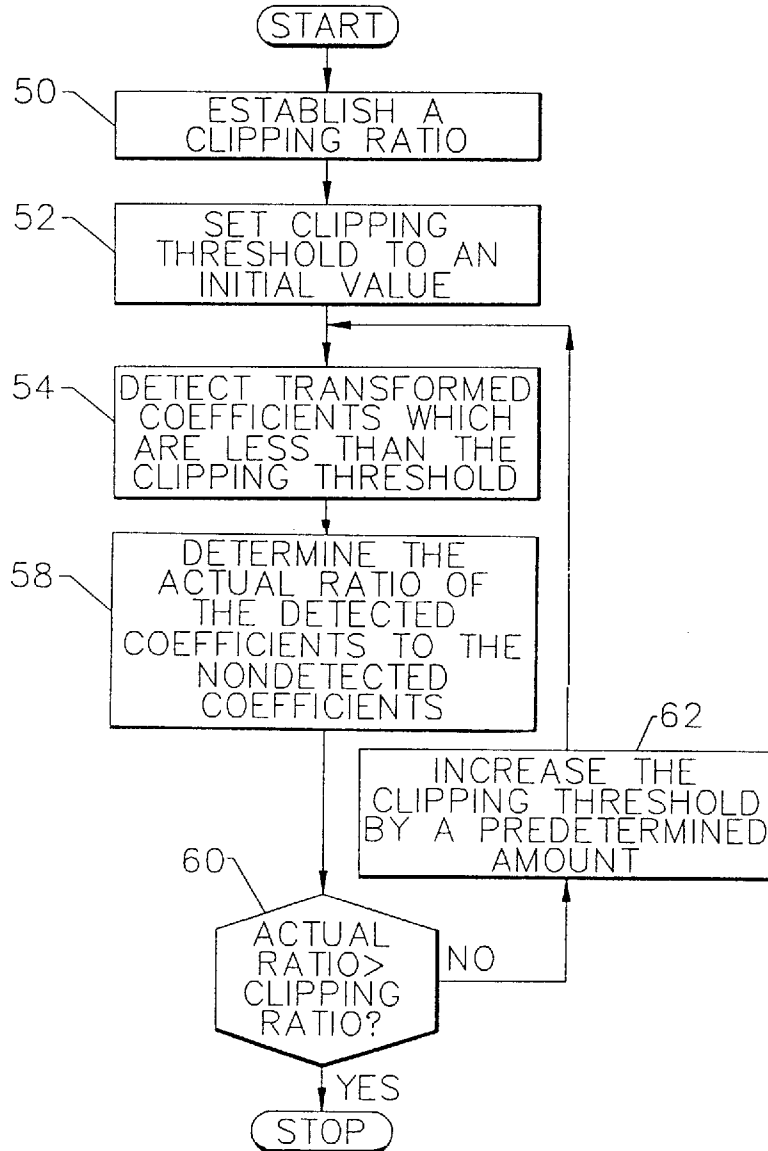 START
50
ESTABLISH A
CLIPPING RATIO
52
SET CLIPPING
THRESHOLD TO AN
INITIAL VALUE
54
DETECT TRANSFORMED
COEFFICIENTS WHICH
ARE LESS THAN THE
CLIPPING THRESHOLD
58
DETERMINE THE
ACTUAL RATIO OF
THE DETECTED
COEFFICIENTS TO THE
NONDETECTED
COEFFICIENTS
62
INCREASE THE
CLIPPING THRESHOLD
BY A PREDETERMINED
AMOUNT
60
ACTUAL
RATIO>
CLIPPING
RATIO?
NO
YES
STOP